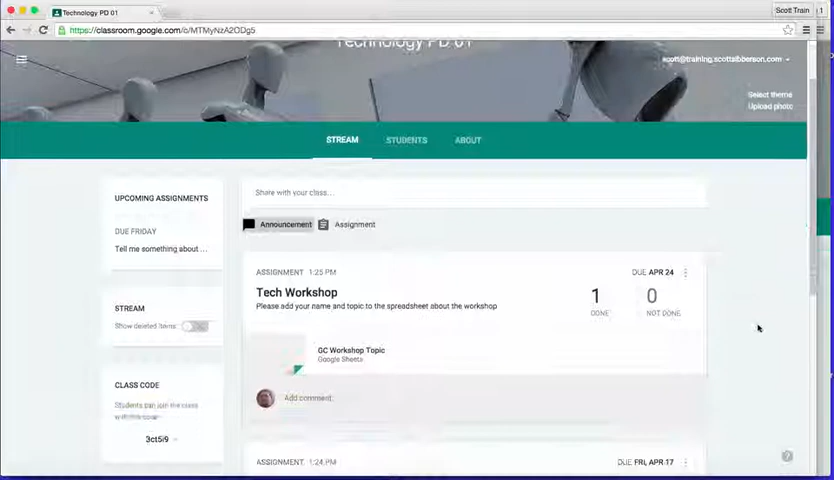 Technology PD 01
Scott Train
https://classroom.google.com/c/MTMyNzA2ODg5
Technology PD 01
scott@training.scottsibberson.com
Select theme
Upload photo
STREAM STUDENTS ABOUT
UPCOMING ASSIGNMENTS
DUE FRIDAY
Tell me something about ...
Share with your class...
Announcement Assignment
ASSIGNMENT 1:25 PM DUE APR 24
Tech Workshop
Please add your name and topic to the spreadsheet about the workshop
1 0
DONE NOT DONE
STREAM
Show deleted items:
GC Workshop Topic
Google Sheets
CLASS CODE
Students can join the class
with this code:
3ct5i9
Add comment:
ASSIGNMENT 1:24 PM DUE FRI, APR 17